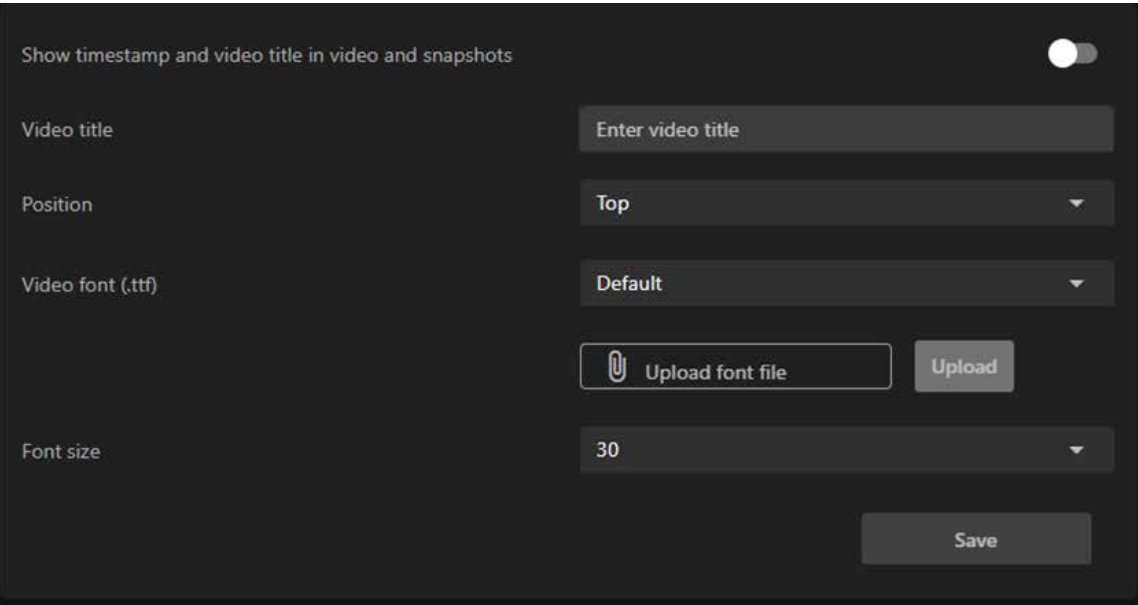 Show timestamp and video title in video and snapshots
Video title
Enter video title
Position
Top
Video font (.ttf)
Default
Upload font file
Upload
Font size
30
Save